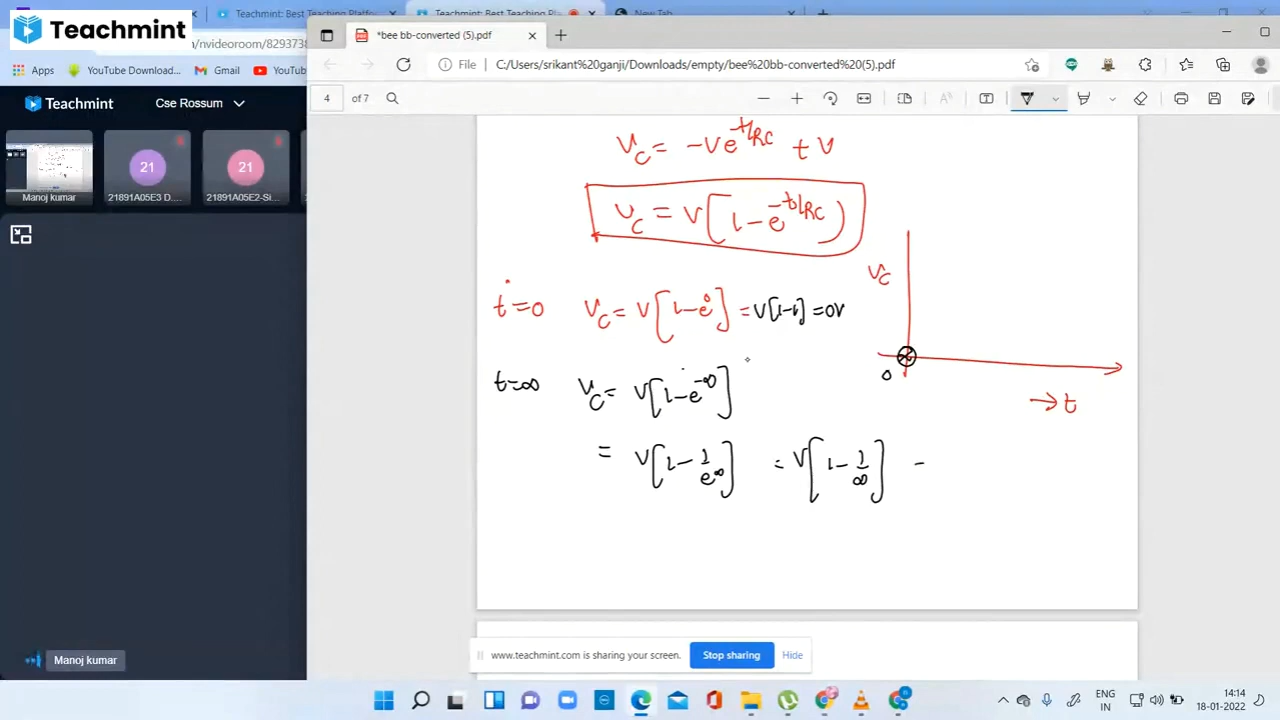 Teachmint: Best Teaching Platfo
Teachmint: Best Teaching Platfor
New Tab
Teachmint
nvideoroom/8293738
*bee bb-converted (5).pdf
Apps
YouTube Download...
Gmail
YouTub
File
C:/Users/srikant%20ganji/Downloads/empty/bee%20bb-converted%20(5).pdf
Teachmint
Cse Rossum
4 of 7
21
21
Manoj kumar
21891A05E3 D....
21891A05E2-Si...
Vc = -Ve^-t/RC + V
Vc = V[1-e^-t/RC)
Vc
t=0 Vc = V[1-e^0] = V[1-1] = 0V
0
t=∞ Vc = V[1-e^-∞]
→ t
= V[1-1/e^∞] = V[1-1/∞] -
www.teachmint.com is sharing your screen.
Stop sharing
Hide
Manoj kumar
ENG
IN
14:14
18-01-2022